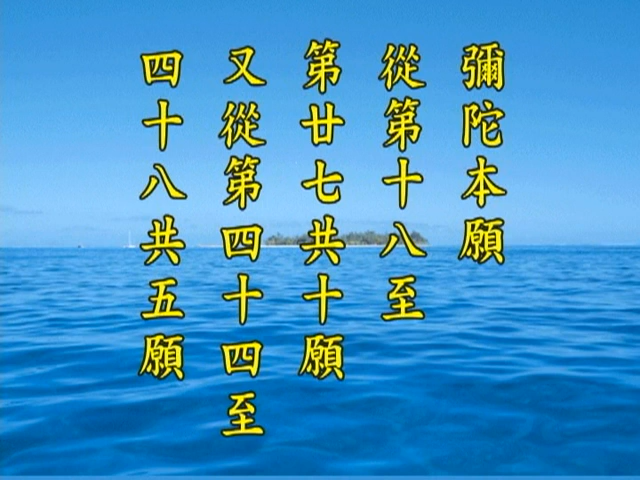 彌陀本願
從第十八至
第廿七共十願
又從第四十四至
四十八共五願